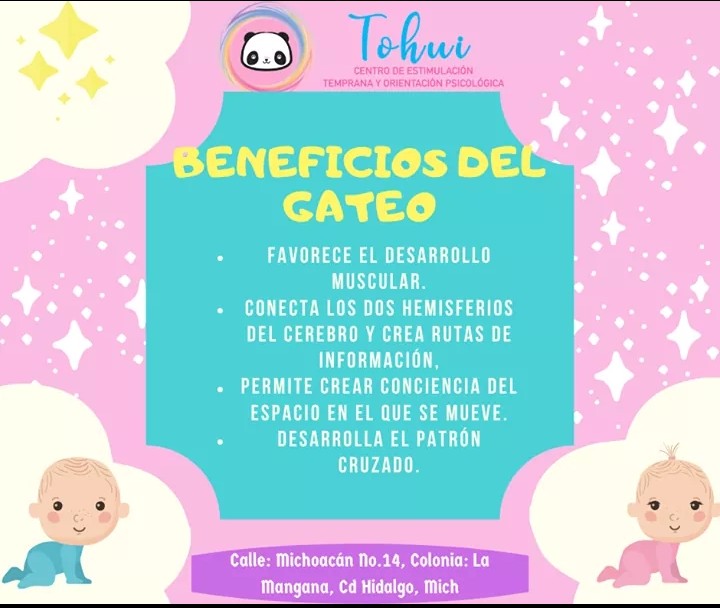 Tohui
CENTRO DE ESTIMULACIÓN
TEMPRANA Y ORIENTACIÓN PSICOLÓGICA
BENEFICIOS DEL
GATEO
• FAVORECE EL DESARROLLO
MUSCULAR.
• CONECTA LOS DOS HEMISFERIOS
DEL CEREBRO Y CREA RUTAS DE
INFORMACIÓN,
• PERMITE CREAR CONCIENCIA DEL
ESPACIO EN EL QUE SE MUEVE.
• DESARROLLA EL PATRÓN
CRUZADO.
Calle: Michoacán No.14, Colonia: La
Mangana, Cd Hidalgo, Mich